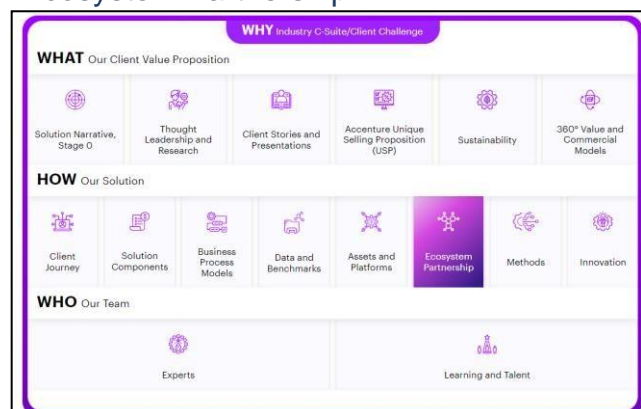 Ecosystem Partnership
WHY Industry C-Suite/Client Challenge
WHAT Our Client Value Proposition
Solution Narrative,
Stage 0
Thought
Leadership and
Research
Client Stories and
Presentations
Accenture Unique
Selling Proposition
(USP)
Sustainability
360° Value and
Commercial
Models
HOW Our Solution
Client
Journey
Solution
Components
Business
Process
Models
Data and
Benchmarks
Assets and
Platforms
Ecosystem
Partnership
Methods
Innovation
WHO Our Team
Experts
Learning and Talent